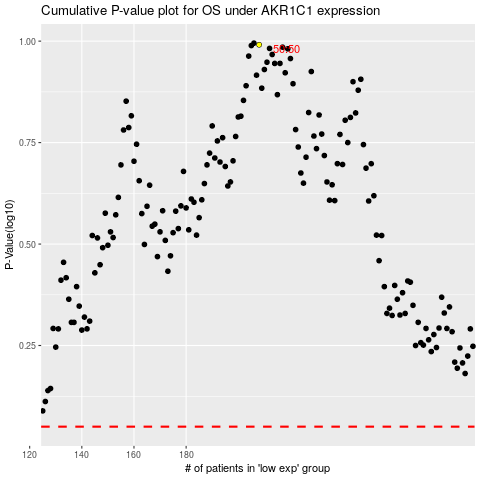 Cumulative P-value plot for OS under AKR1C1 expression
1.00
50:50
0.75
P-Value(log10)
0.50
0.25
120 140 160 180
# of patients in 'low exp' group